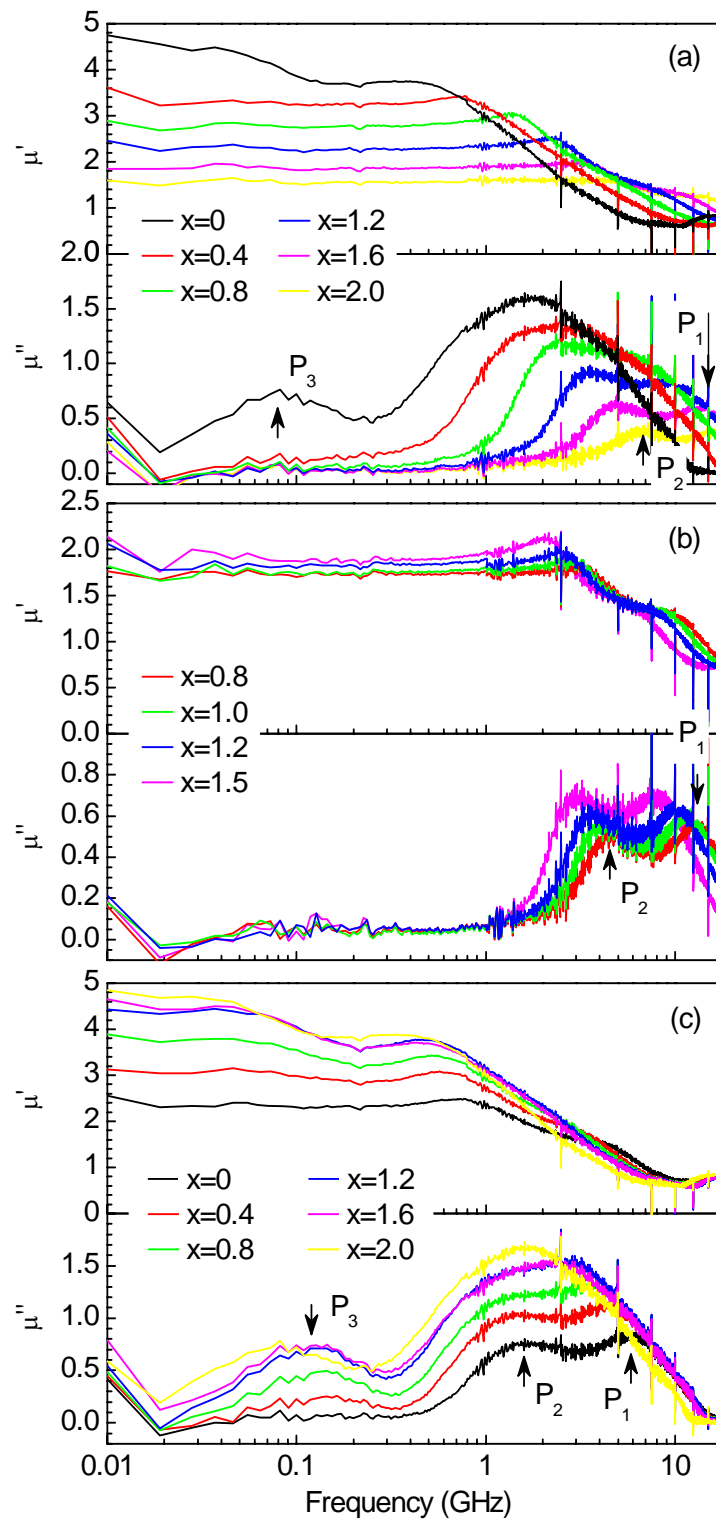 5
(a)
4
3
μ'
2
1
x=0
x=1.2
x=0.4
x=1.6
x=0.8
x=2.0
2.0
1.5
P1
P3
1.0
μ''
0.5
P2
0.0
2.5
(b)
2.0
1.5
μ'
1.0
x=0.8
0.5
x=1.0
x=1.2
0.0
x=1.5
P1
0.8
0.6
μ''
0.4
P2
0.2
0.0
5
(c)
4
3
μ'
2
1
x=0
x=1.2
x=0.4
x=1.6
0
x=0.8
x=2.0
1.5
P3
1.0
μ''
0.5
P2
P1
0.0
0.01
0.1
1
10
Frequency (GHz)